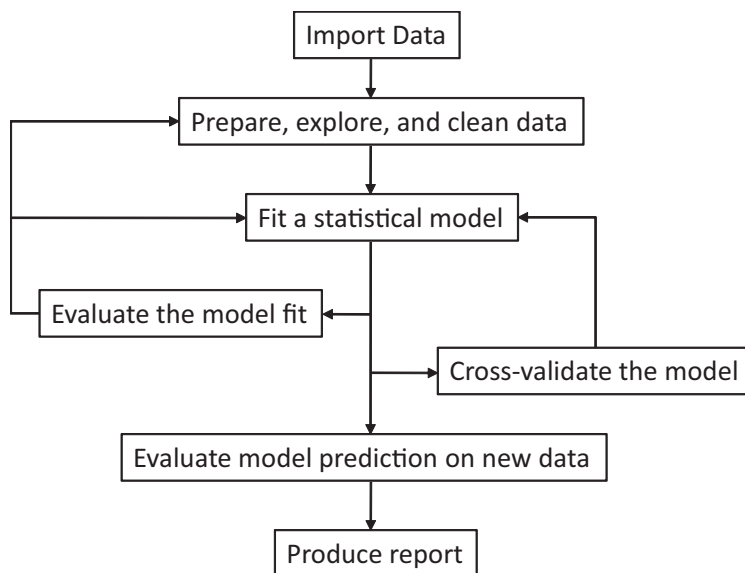 Import Data
Prepare, explore, and clean data
Fit a statistical model
Evaluate the model fit
Cross-validate the model
Evaluate model prediction on new data
Produce report